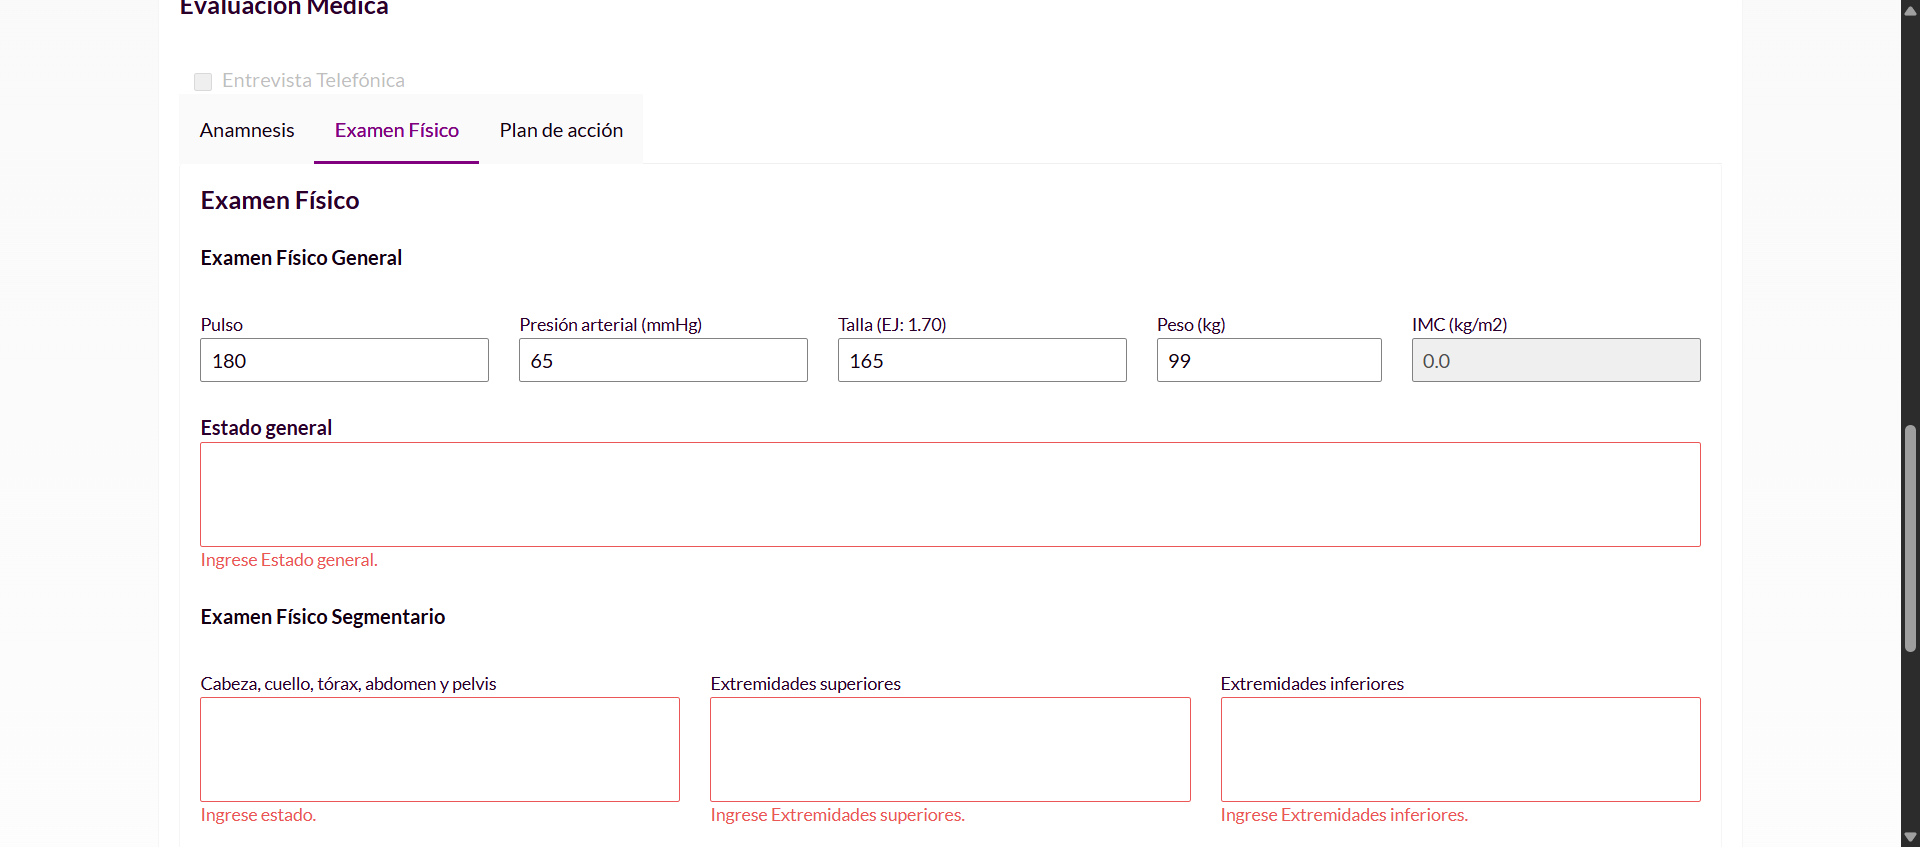 Evaluación Médica
Entrevista Telefónica
Anamnesis Examen Físico Plan de acción
Examen Físico
Examen Físico General
Pulso Presión arterial (mmHg) Talla (EJ: 1.70) Peso (kg) IMC (kg/m2)
180 65 165 99 0.0
Estado general
Ingrese Estado general.
Examen Físico Segmentario
Cabeza, cuello, tórax, abdomen y pelvis Extremidades superiores Extremidades inferiores
Ingrese estado. Ingrese Extremidades superiores. Ingrese Extremidades inferiores.